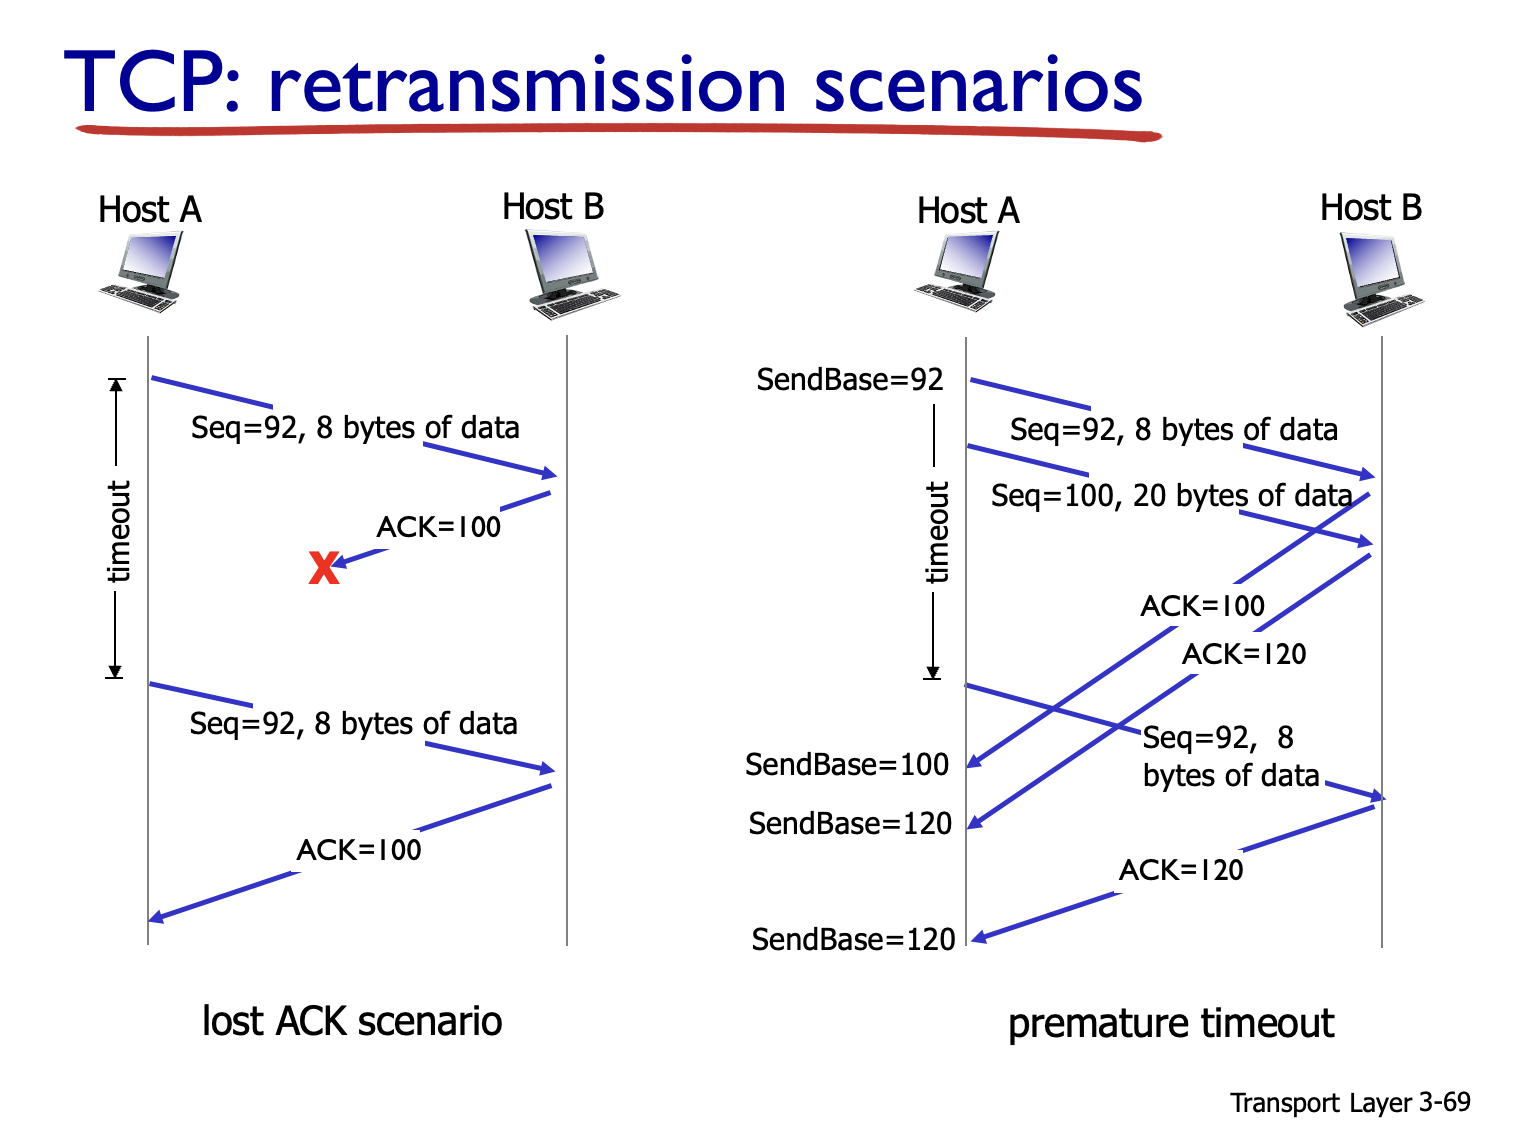 TCP: retransmission scenarios
Host A
Host B
Seq=92, 8 bytes of data
ACK=100
X
timeout
Seq=92, 8 bytes of data
ACK=100
lost ACK scenario
Host A
Host B
SendBase=92
Seq=92, 8 bytes of data
Seq=100, 20 bytes of data
timeout
ACK=100
ACK=120
Seq=92, 8
bytes of data
SendBase=100
SendBase=120
ACK=120
SendBase=120
premature timeout
Transport Layer 3-69